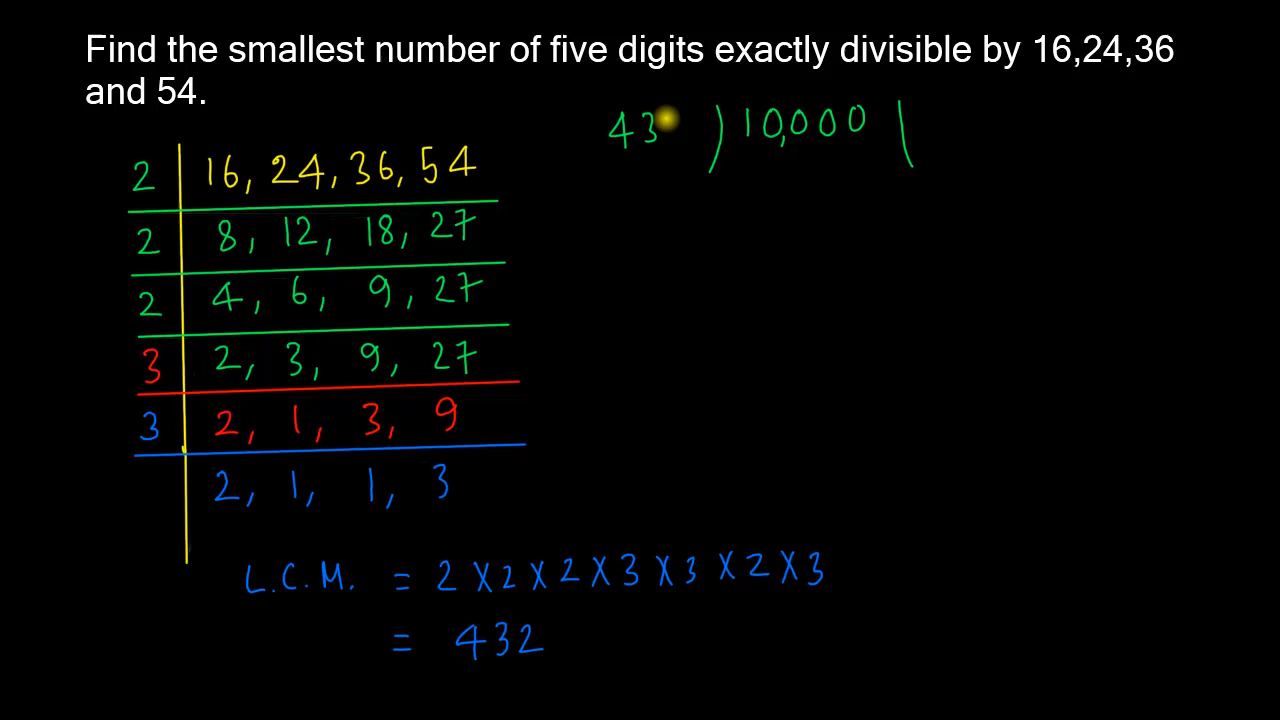 Find the smallest number of five digits exactly divisible by 16,24,36
and 54.
43 ) 10,000 (
2 | 16, 24, 36, 54
2 | 8, 12, 18, 27
2 | 4, 6, 9, 27
3 | 2, 3, 9, 27
3 | 2, 1, 3, 9
2, 1, 1, 3
L.C.M. = 2 X 2 X 2 X 3 X 3 X 2 X 3
= 432